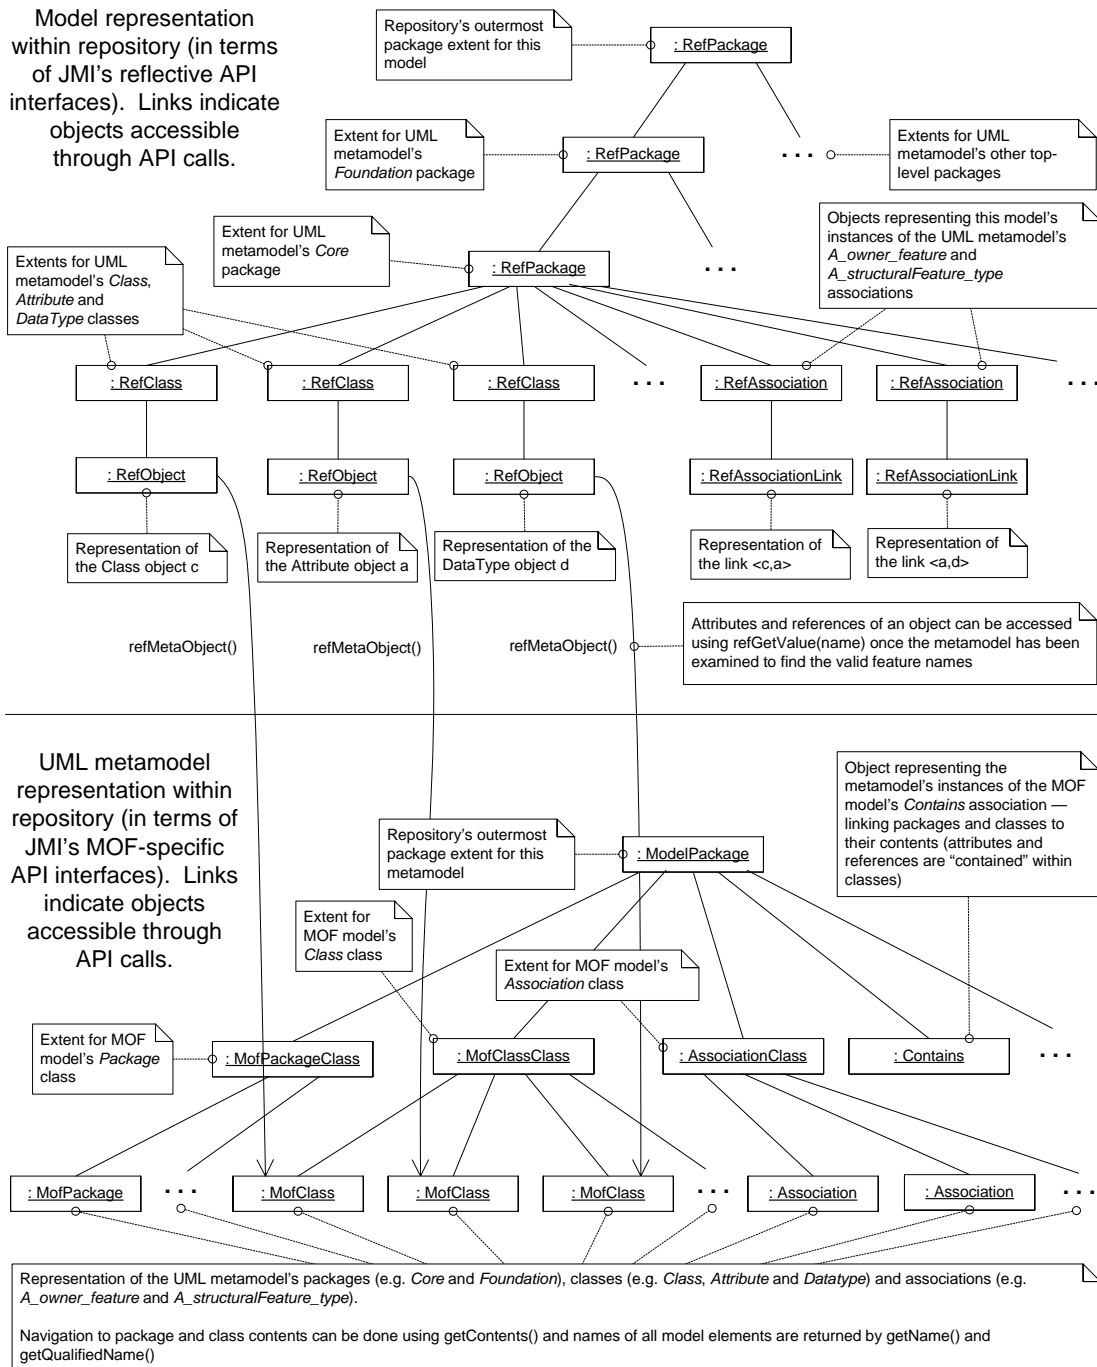 Model representation
within repository (in terms
of JMI's reflective API
interfaces). Links indicate
objects accessible
through API calls.
Repository's outermost
package extent for this
model
: RefPackage
Extent for UML
metamodel's
Foundation package
: RefPackage
. . .
Extents for UML
metamodel's other top-
level packages
Extent for UML
metamodel's Core
package
: RefPackage
. . .
Objects representing this model's
instances of the UML metamodel's
A_owner_feature and
A_structuralFeature_type
associations
Extents for UML
metamodel's Class,
Attribute and
DataType classes
: RefClass
: RefClass
: RefClass
. . .
: RefAssociation
: RefAssociation
. . .
: RefObject
: RefObject
: RefObject
: RefAssociationLink
: RefAssociationLink
Representation of
the Class object c
Representation of
the Attribute object a
Representation of the
DataType object d
Representation of
the link <c,a>
Representation of
the link <a,d>
refMetaObject()
refMetaObject()
refMetaObject()
Attributes and references of an object can be accessed
using refGetValue(name) once the metamodel has been
examined to find the valid feature names
UML metamodel
representation within
repository (in terms of
JMI's MOF-specific
API interfaces). Links
indicate objects
accessible through
API calls.
Repository's outermost
package extent for this
metamodel
: ModelPackage
Object representing the
metamodel's instances of the MOF
model's Contains association —
linking packages and classes to
their contents (attributes and
references are "contained" within
classes)
Extent for
MOF model's
Class class
Extent for MOF model's
Association class
Extent for MOF
model's Package
class
: MofPackageClass
: MofClassClass
: AssociationClass
: Contains
. . .
: MofPackage
. . .
: MofClass
: MofClass
: MofClass
. . .
: Association
: Association
. . .
Representation of the UML metamodel's packages (e.g. Core and Foundation), classes (e.g. Class, Attribute and Datatype) and associations (e.g.
A_owner_feature and A_structuralFeature_type).
Navigation to package and class contents can be done using getContents() and names of all model elements are returned by getName() and
getQualifiedName()